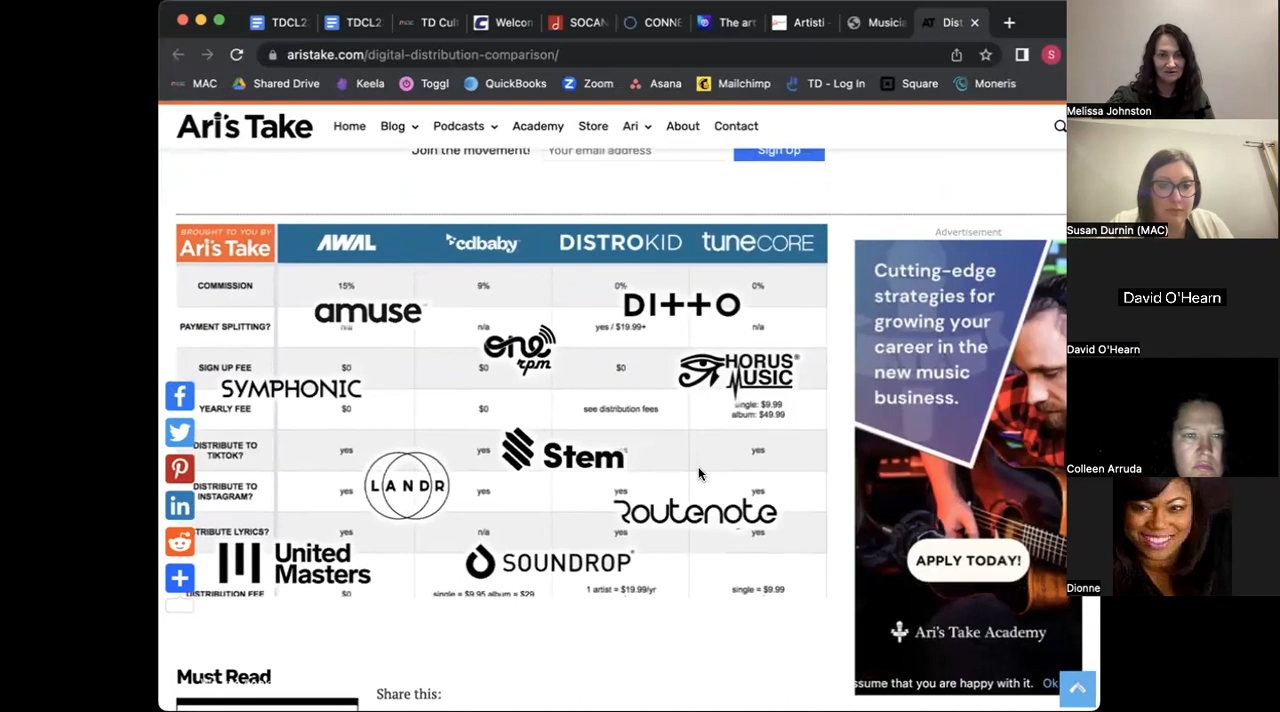 TDCL2
TDCL2
TD Cult
Welcon
SOCAN
CONNE
The art
Artisti
Musicia
Dist
aristake.com/digital-distribution-comparison/
S
MAC
Shared Drive
Keela
Toggl
QuickBooks
Zoom
Asana
Mailchimp
TD - Log In
Square
Moneris
Ari's Take
Home
Blog
Podcasts
Academy
Store
Ari
About
Contact
Join the movement!
Your email address
Sign Up
BROUGHT TO YOU BY
Ari's Take
AWAL
cdbaby
DISTROKID
TUNECORE
COMMISSION
15%
9%
0%
0%
amuse
DITTO
PAYMENT SPLITTING?
n/a
n/a
yes / $19.99+
n/a
one
rpm
HORUS
MUSIC
SIGN UP FEE
$0
$0
$0
SYMPHONIC
YEARLY FEE
$0
$0
see distribution fees
single: $9.99
album: $49.99
DISTRIBUTE TO
TIKTOK?
yes
yes
yes
Stem
LANDR
DISTRIBUTE TO
INSTAGRAM?
yes
yes
yes
yes
Routenote
TRIBUTE LYRICS?
yes
n/a
yes
yes
United
Masters
SOUNDROP
DISTRIBUTION FEE
$0
single = $9.95 album = $29
1 artist = $19.99/yr
single = $9.99
Must Read
Share this:
Advertisement
Cutting-edge
strategies for
growing your
career in the
new music
business.
APPLY TODAY!
Ari's Take Academy
ssume that you are happy with it. Ok
Melissa Johnston
Susan Durnin (MAC)
David O'Hearn
David O'Hearn
Colleen Arruda
Dionne